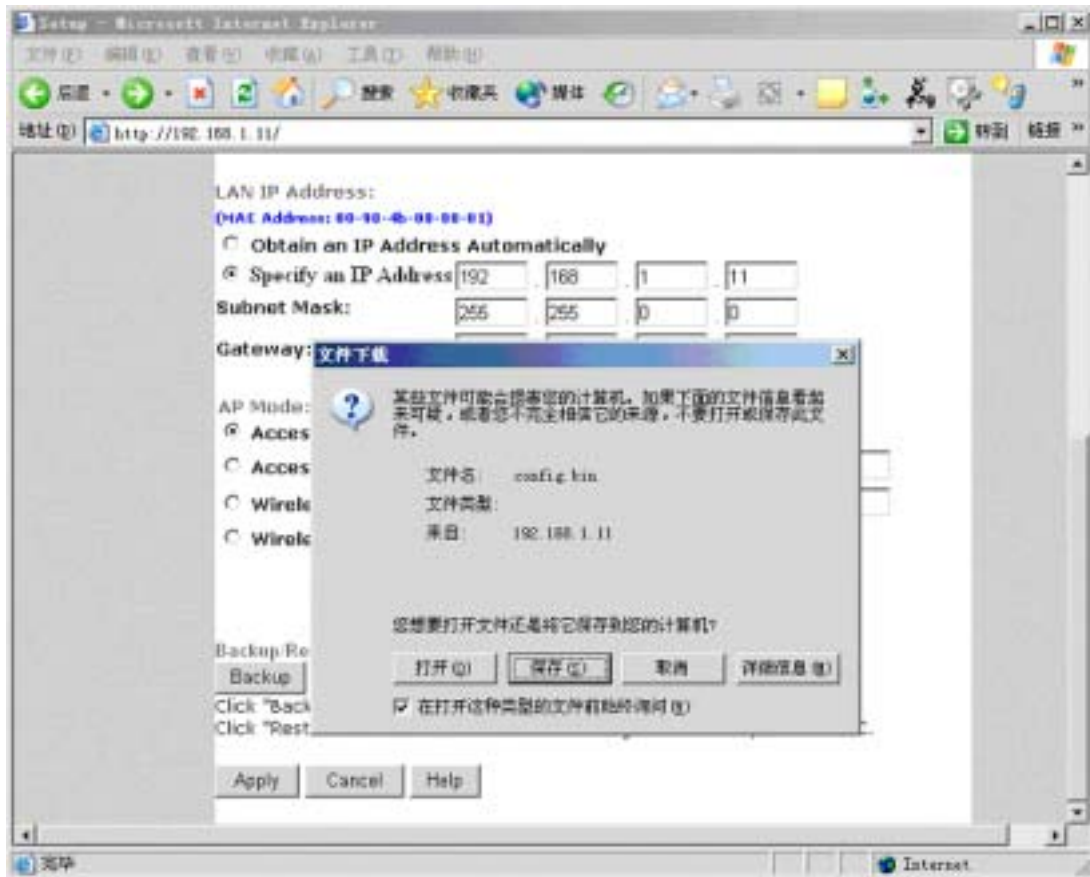 Setup - Microsoft Internet Explorer
文件(F) 编辑(E) 查看(V) 收藏(A) 工具(T) 帮助(H)
后退 搜索 收藏夹 媒体
地址(D) http://192.168.1.11/ 转到 链接
LAN IP Address:
(MAC Address: 00-90-4b-00-00-01)
Obtain an IP Address Automatically
Specify an IP Address 192 . 168 . 1 . 11
Subnet Mask: 255 . 255 . 0 . 0
Gateway:
文件下载
某些文件可能会损害您的计算机。如果下面的文件信息看起
来可疑，或者您不完全相信它的来源，不要打开或保存此文
件。
AP Mode:
Acces
Acces
Wirele
Wirele
文件名: config.bin
文件类型:
来自: 192.168.1.11
您想要打开文件还是将它保存到您的计算机?
打开(O) 保存(S) 取消 详细信息(M)
在打开这种类型的文件前始终询问(W)
Backup/Re
Backup
Click "Back
Click "Rest
Apply Cancel Help
完毕 Internet